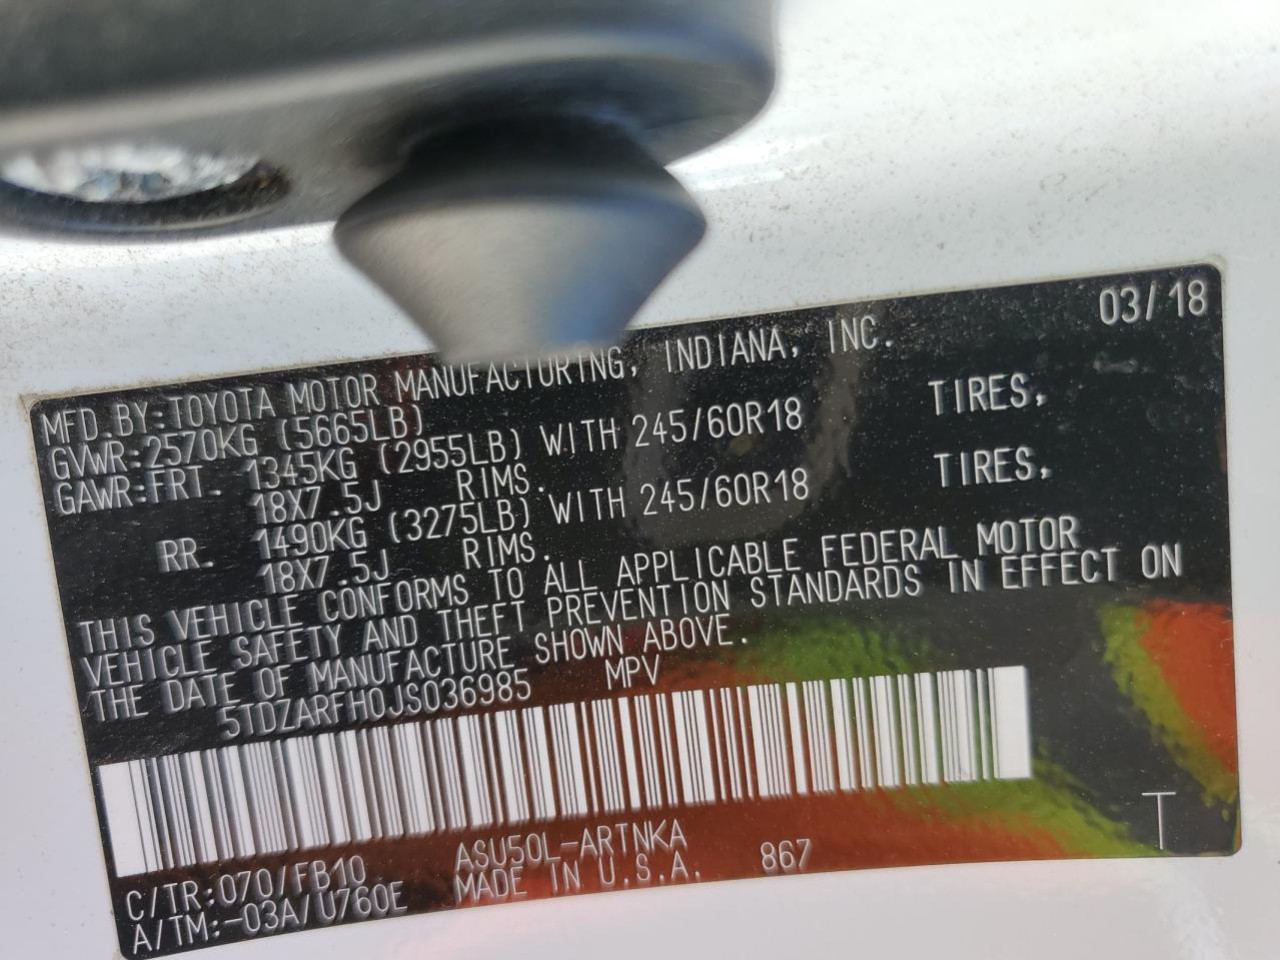 03/18
MFD. BY: TOYOTA MOTOR MANUFACTURING, INDIANA, INC.
GVWR: 2570KG (5665LB)
GAWR: FRT. 1345KG (2955LB) WITH 245/60R18 TIRES,
18X7.5J RIMS.
RR. 1490KG (3275LB) WITH 245/60R18 TIRES,
18X7.5J RIMS.
THIS VEHICLE CONFORMS TO ALL APPLICABLE FEDERAL MOTOR
VEHICLE SAFETY AND THEFT PREVENTION STANDARDS IN EFFECT ON
THE DATE OF MANUFACTURE SHOWN ABOVE.
5TDZARFH0JS036985 MPV
T
C/TR: 070/FB10 ASU50L-ARTNKA
A/TM: -03A/U760E MADE IN U.S.A. 867